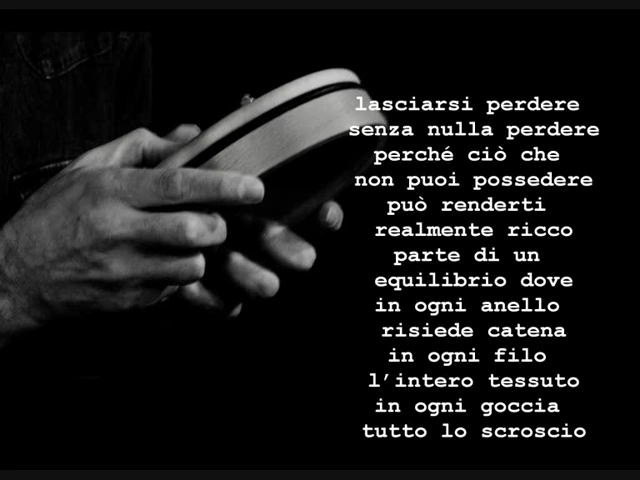 lasciarsi perdere
senza nulla perdere
perché ciò che
non puoi possedere
può renderti
realmente ricco
parte di un
equilibrio dove
in ogni anello
risiede catena
in ogni filo
l’intero tessuto
in ogni goccia
tutto lo scroscio